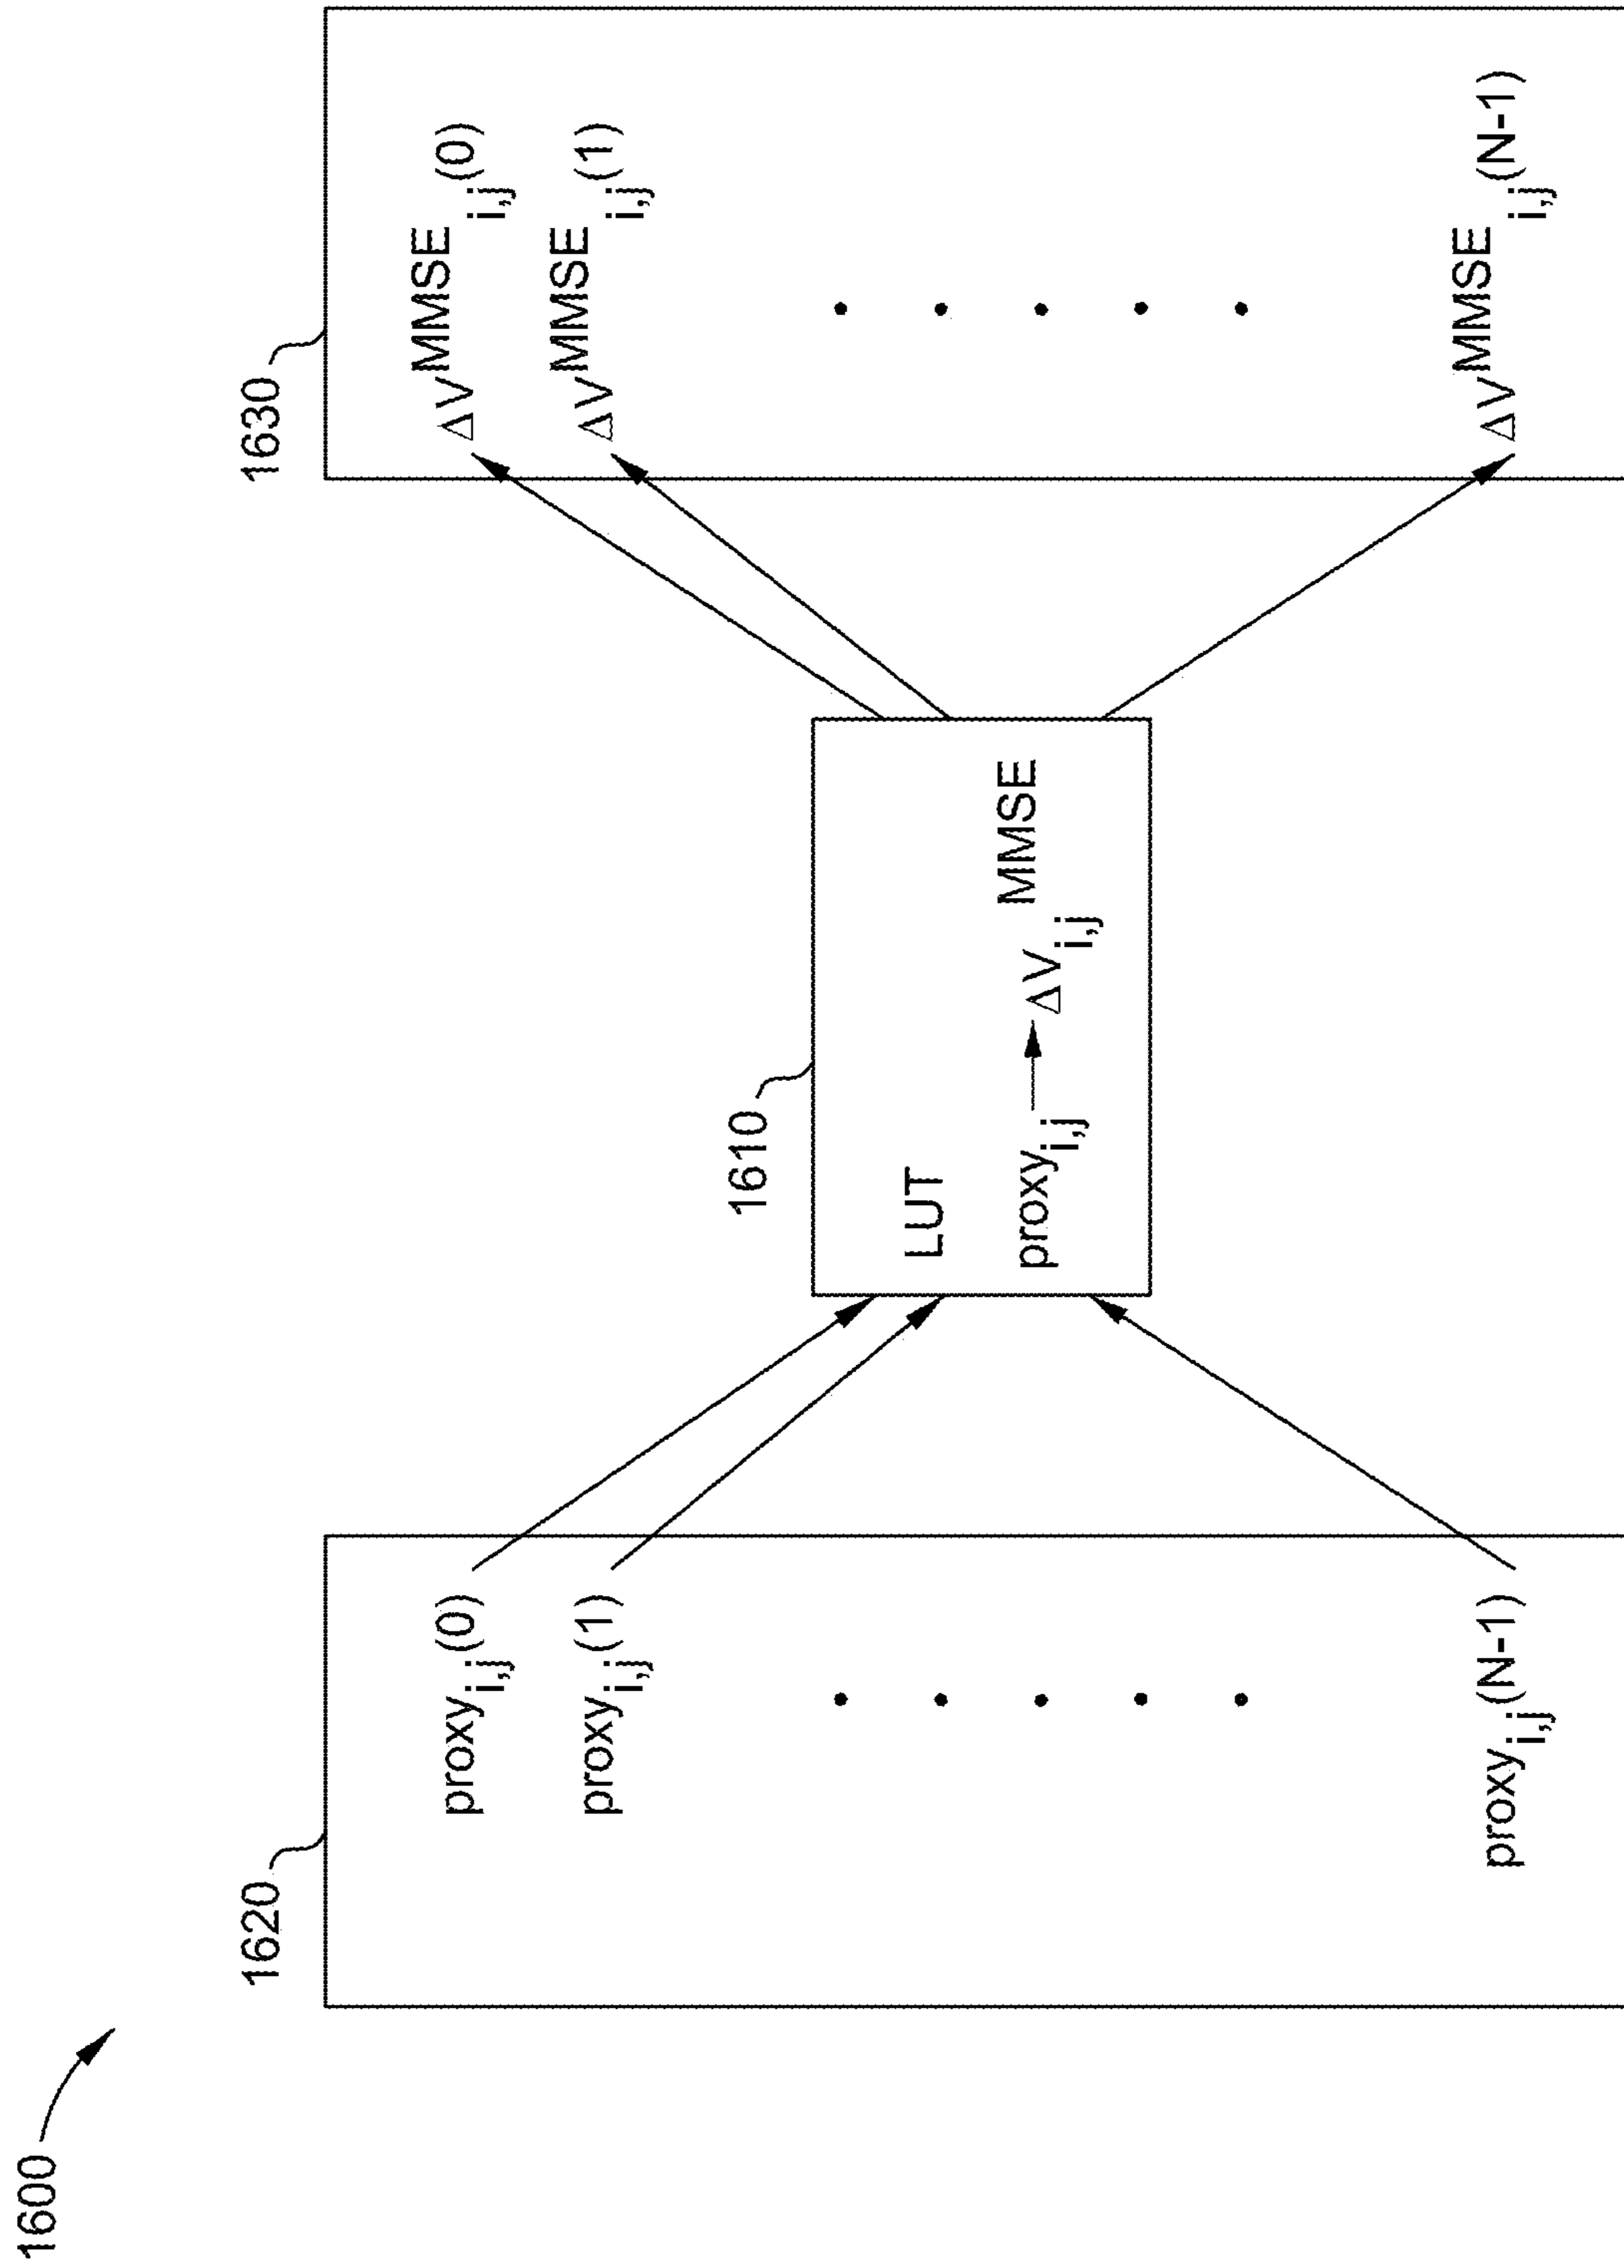 1600
1620
proxy_{i,j}(0)
proxy_{i,j}(1)
proxy_{i,j}(N-1)
1610
LUT
proxy_{i,j} → ΔV_{i,j}^{MMSE}
1630
ΔV^{MMSE}_{i,j}(0)
ΔV^{MMSE}_{i,j}(1)
ΔV^{MMSE}_{i,j}(N-1)